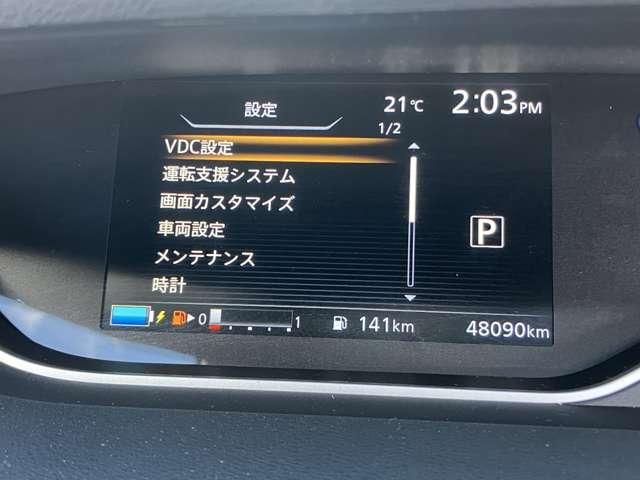 設定 21℃ 2:03PM
1/2
VDC設定
運転支援システム
画面カスタマイズ
車両設定
P
メンテナンス
時計
0 1 141km 48090km